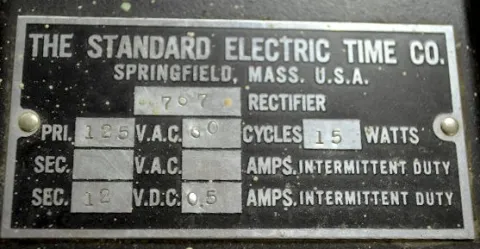 THE STANDARD ELECTRIC TIME CO.
SPRINGFIELD, MASS. U.S.A.
707 RECTIFIER
PRI. 125 V.A.C. 60 CYCLES 15 WATTS
SEC. V.A.C. AMPS. INTERMITTENT DUTY
SEC. 12 V.D.C. 0.5 AMPS. INTERMITTENT DUTY